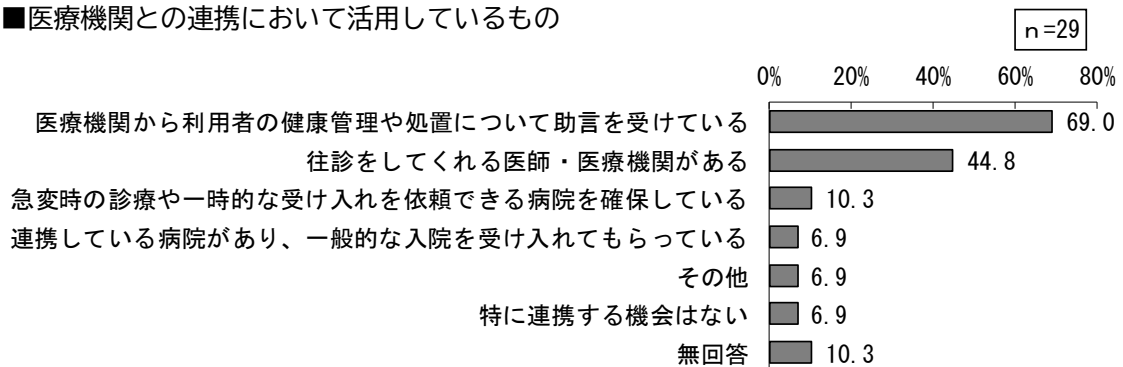 ■医療機関との連携において活用しているもの
ｎ=29
0% 20% 40% 60% 80%
医療機関から利用者の健康管理や処置について助言を受けている 69.0
往診をしてくれる医師・医療機関がある 44.8
急変時の診療や一時的な受け入れを依頼できる病院を確保している 10.3
連携している病院があり、一般的な入院を受け入れてもらっている 6.9
その他 6.9
特に連携する機会はない 6.9
無回答 10.3